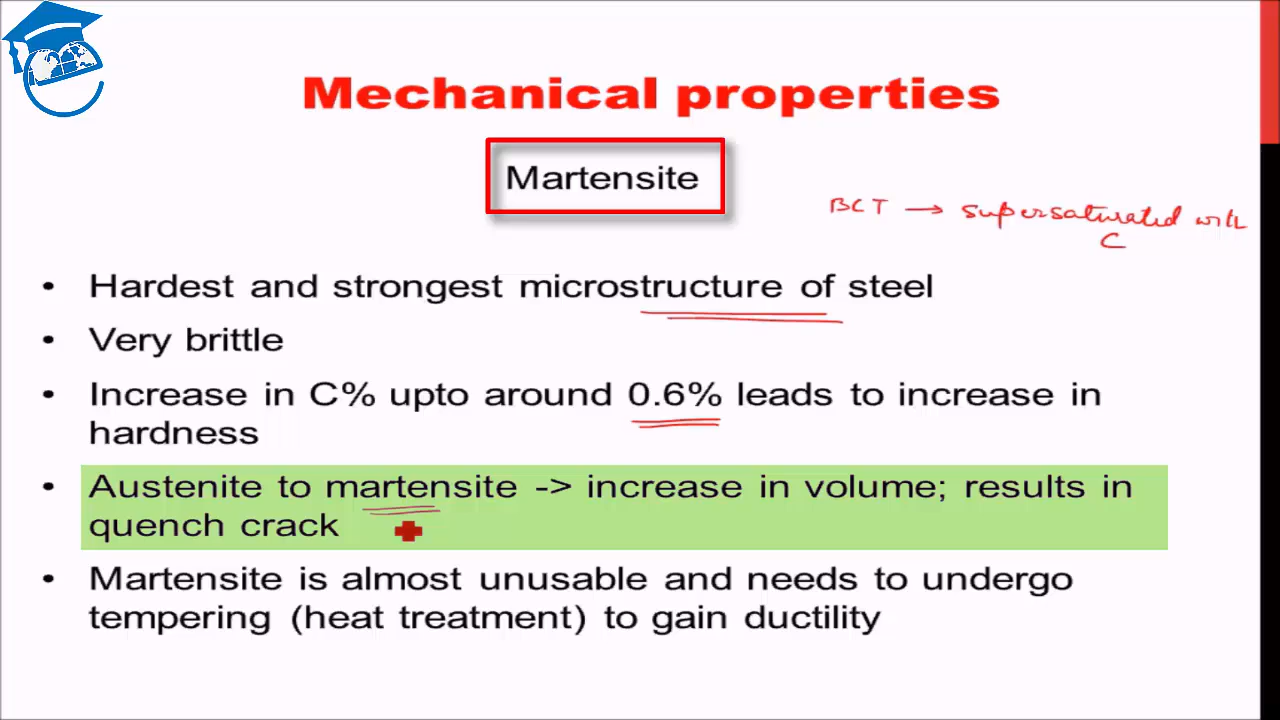 Mechanical properties
Martensite
BCT → supersaturated with
C
• Hardest and strongest microstructure of steel
• Very brittle
• Increase in C% upto around 0.6% leads to increase in
hardness
• Austenite to martensite -> increase in volume; results in
quench crack
• Martensite is almost unusable and needs to undergo
tempering (heat treatment) to gain ductility